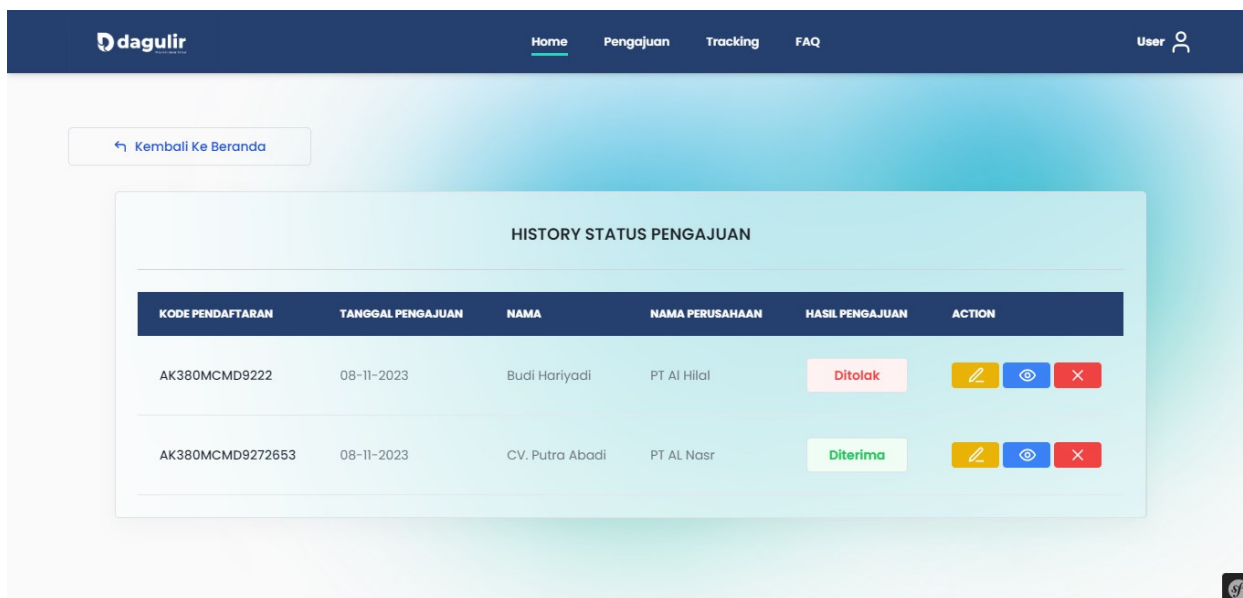 dagulir
Home Pengajuan Tracking FAQ
User
Kembali Ke Beranda
HISTORY STATUS PENGAJUAN
KODE PENDAFTARAN TANGGAL PENGAJUAN NAMA NAMA PERUSAHAAN HASIL PENGAJUAN ACTION
AK380MCMD9222 08-11-2023 Budi Hariyadi PT Al Hilal Ditolak
AK380MCMD9272653 08-11-2023 CV. Putra Abadi PT AL Nasr Diterima
sf